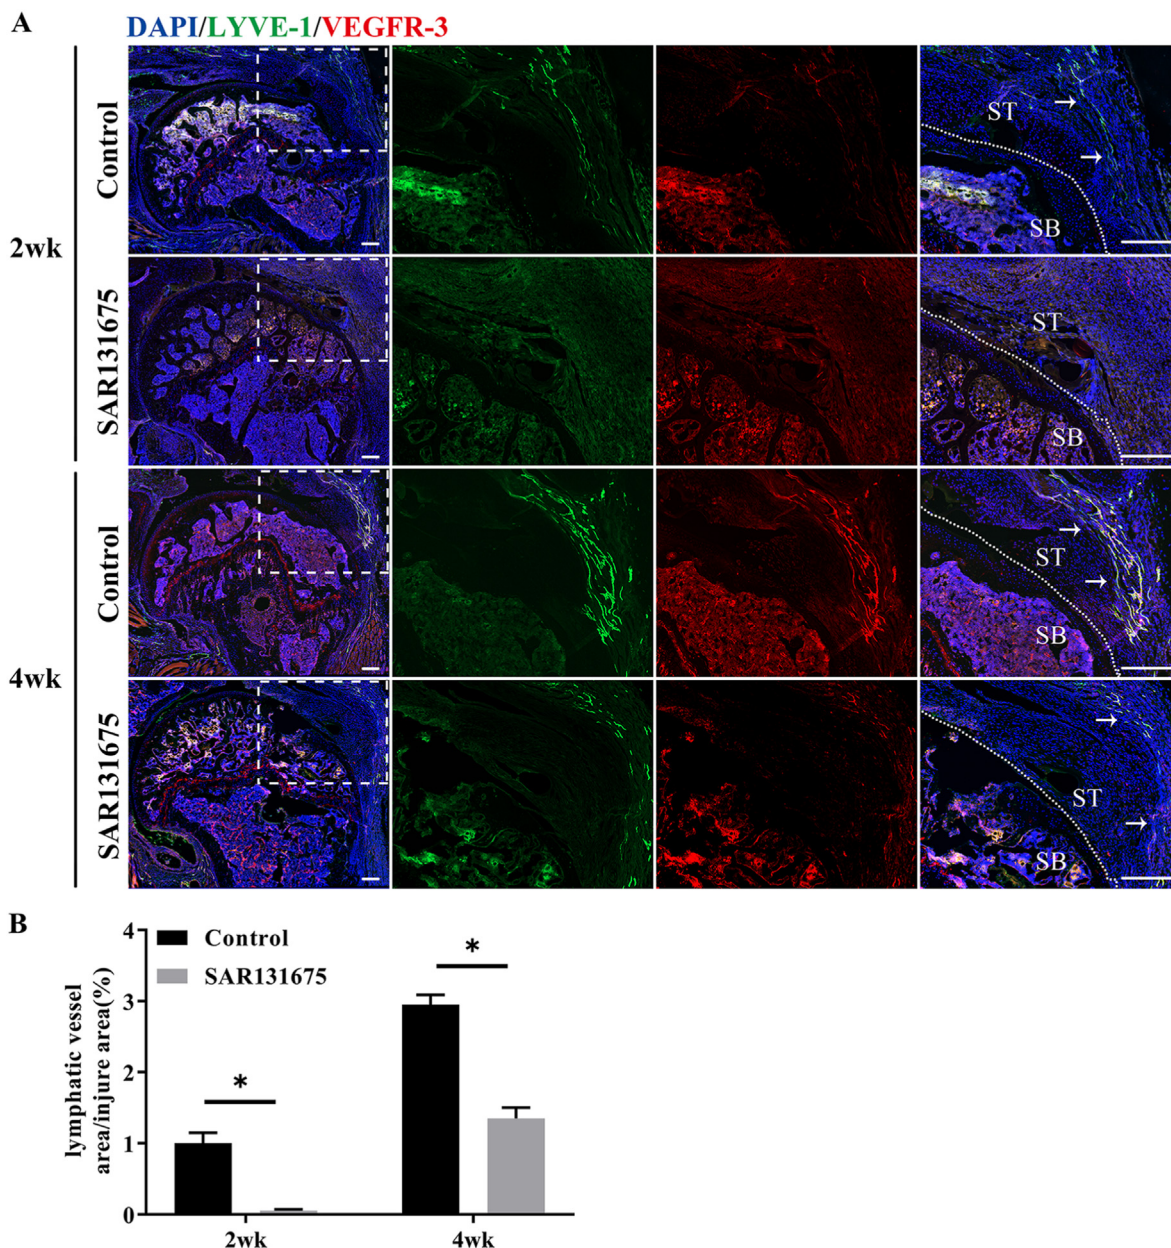 A
DAPI/LYVE-1/VEGFR-3
2wk
Control
ST
SB
SAR131675
ST
SB
4wk
Control
ST
SB
SAR131675
ST
SB
B
lymphatic vessel
area/injure area(%)
4
3
2
1
0
Control
SAR131675
*
*
2wk
4wk